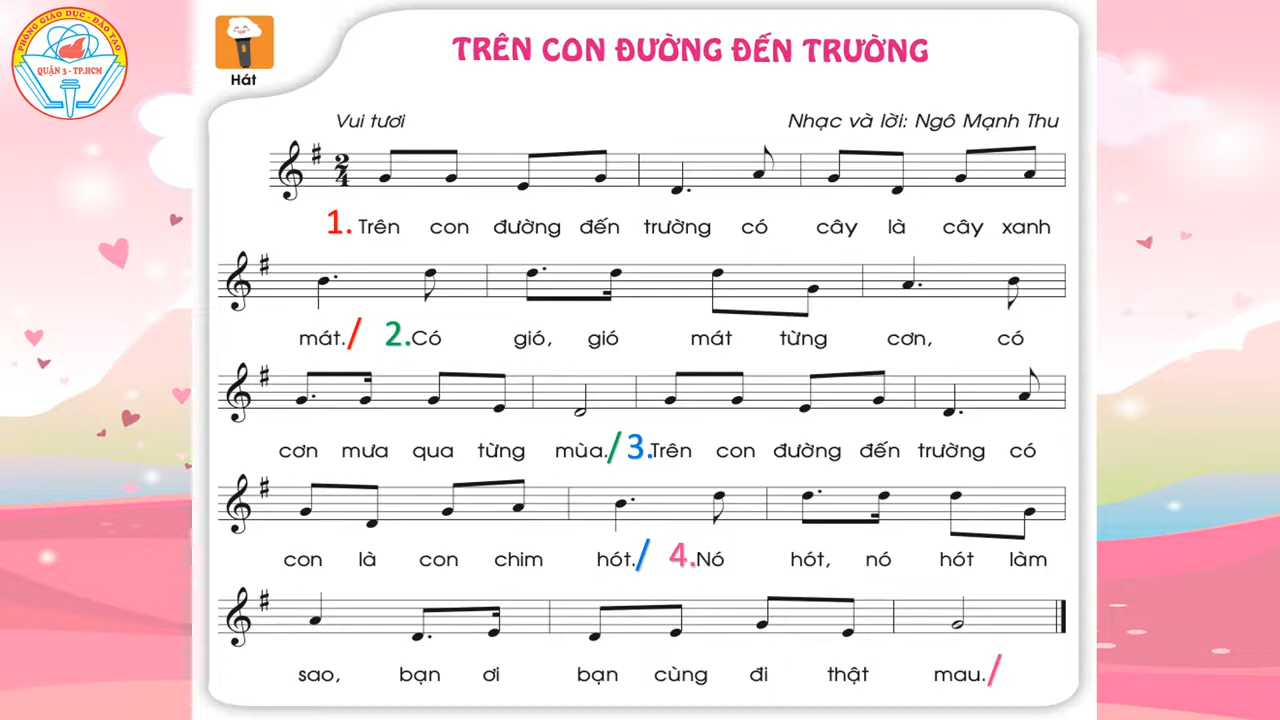 PHÒNG GIÁO DỤC - ĐÀO TẠO
QUẬN 3 - TP.HCM
Hát
TRÊN CON ĐƯỜNG ĐẾN TRƯỜNG
Vui tươi
Nhạc và lời: Ngô Mạnh Thu
2
4
1. Trên con đường đến trường có cây là cây xanh
mát./ 2.Có gió, gió mát từng cơn, có
cơn mưa qua từng mùa./ 3.Trên con đường đến trường có
con là con chim hót./ 4.Nó hót, nó hót làm
sao, bạn ơi bạn cùng đi thật mau./